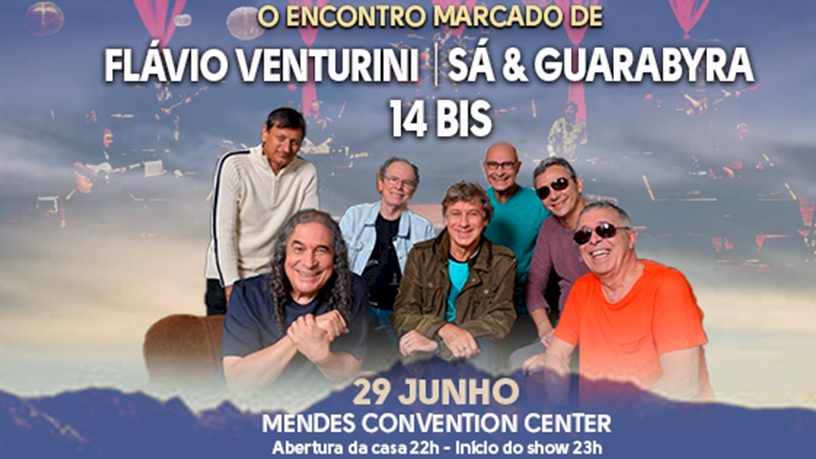 O ENCONTRO MARCADO DE
FLÁVIO VENTURINI | SÁ & GUARABYRA
14 BIS
29 JUNHO
MENDES CONVENTION CENTER
Abertura da casa 22h - Início do show 23h